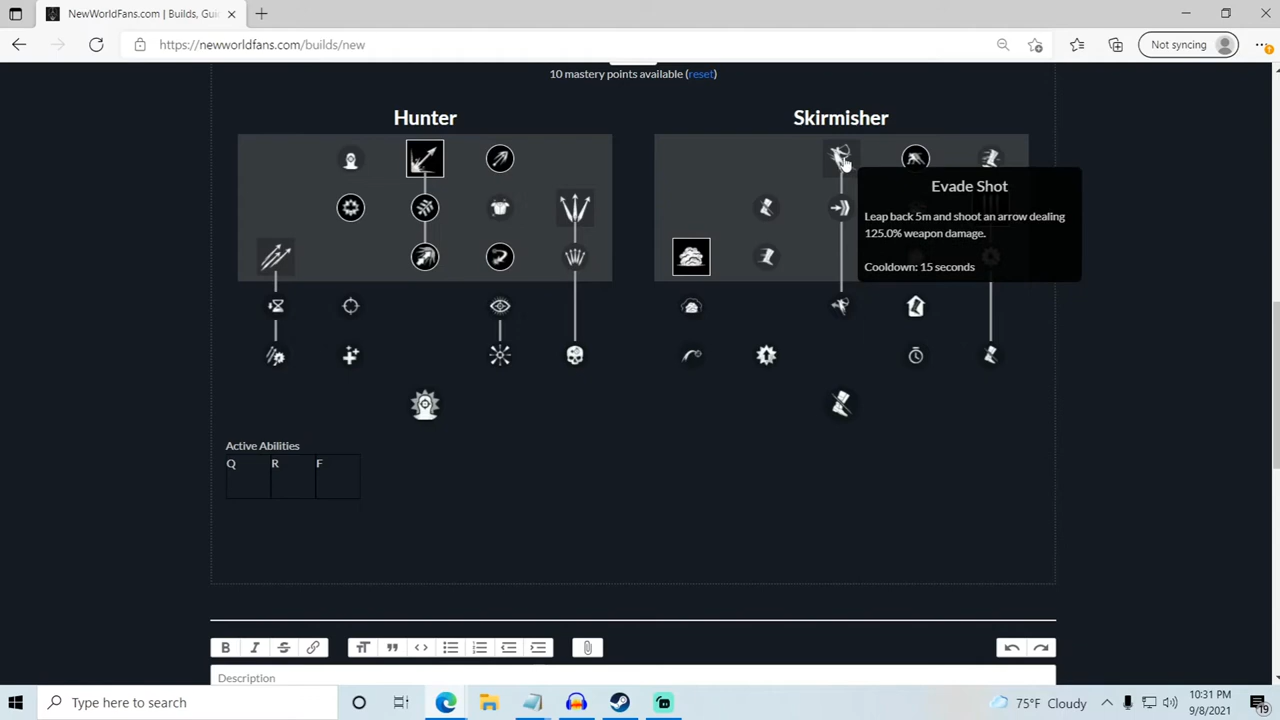 NewWorldFans.com | Builds, Gui
https://newworldfans.com/builds/new
Not syncing
10 mastery points available (reset)
Hunter
Skirmisher
Evade Shot
Leap back 5m and shoot an arrow dealing
125.0% weapon damage.
Cooldown: 15 seconds
Active Abilities
Q R F
Description
Type here to search
75°F Cloudy
10:31 PM
9/8/2021
19